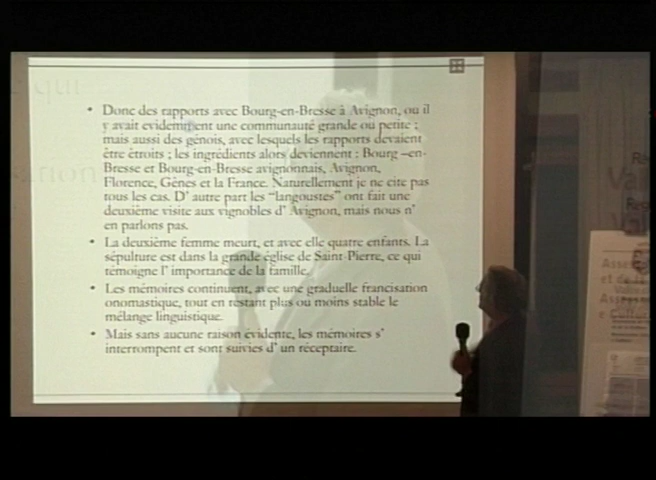 • Donc des rapports avec Bourg-en-Bresse à Avignon, ou il
y avait evidemment une communauté grande ou petite ;
mais aussi des génois, avec lesquels les rapports devaient
être étroits ; les ingrédients alors deviennent : Bourg –en-
Bresse et Bourg-en-Bresse avignonnais, Avignon,
Florence, Gênes et la France. Naturellement je ne cite pas
tous les cas. D' autre part les "langoustes" ont fait une
deuxième visite aux vignobles d' Avignon, mais nous n'
en parlons pas.
• La deuxième femme meurt, et avec elle quatre enfants. La
sépulture est dans la grande église de Saint-Pierre, ce qui
témoigne l' importance de la famille.
• Les mémoires continuent, avec une graduelle francisation
onomastique, tout en restant plus ou moins stable le
mélange linguistique.
• Mais sans aucune raison évidente, les mémoires s'
interrompent et sont suivies d' un réceptaire.